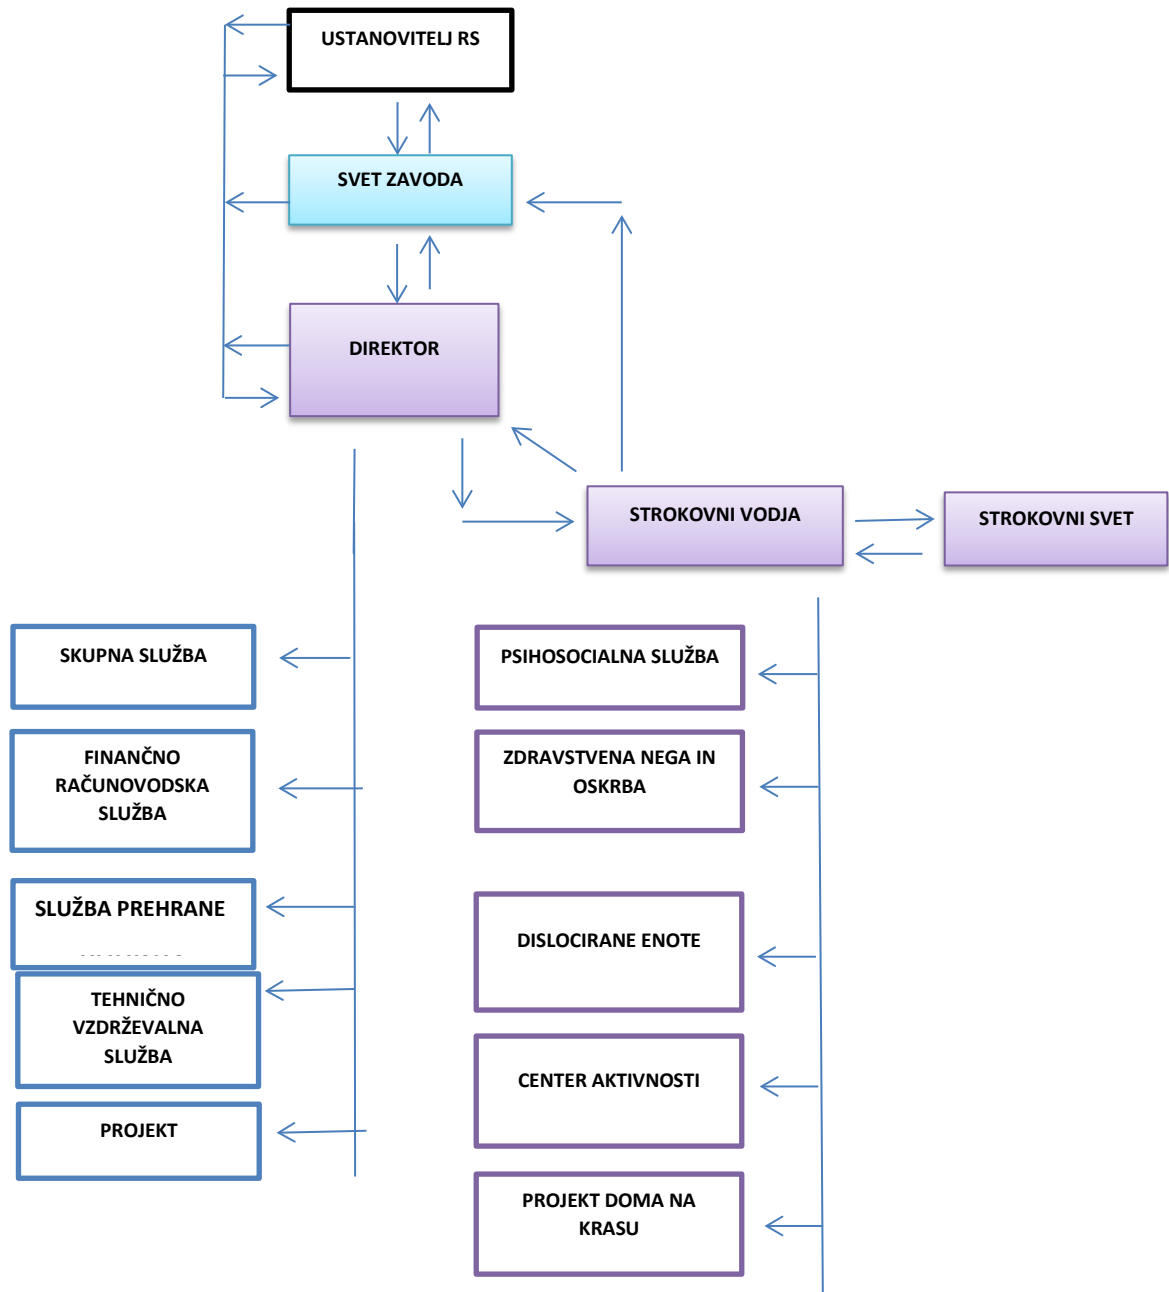 USTANOVITELJ RS
SVET ZAVODA
DIREKTOR
STROKOVNI VODJA
STROKOVNI SVET
SKUPNA SLUŽBA
FINANČNO
RAČUNOVODSKA
SLUŽBA
SLUŽBA PREHRANE
TEHNIČNO
VZDRŽEVALNA
SLUŽBA
PROJEKT
PSIHOSOCIALNA SLUŽBA
ZDRAVSTVENA NEGA IN
OSKRBA
DISLOCIRANE ENOTE
CENTER AKTIVNOSTI
PROJEKT DOMA NA
KRASU